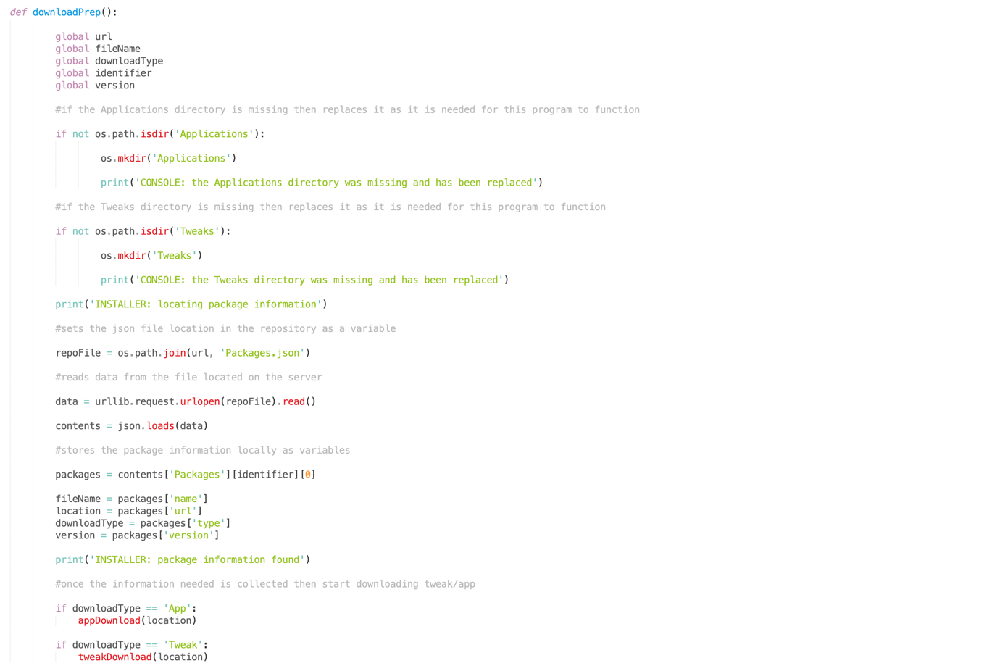 def downloadPrep():
global url
global fileName
global downloadType
global identifier
global version
#if the Applications directory is missing then replaces it as it is needed for this program to function
if not os.path.isdir('Applications'):
os.mkdir('Applications')
print('CONSOLE: the Applications directory was missing and has been replaced')
#if the Tweaks directory is missing then replaces it as it is needed for this program to function
if not os.path.isdir('Tweaks'):
os.mkdir('Tweaks')
print('CONSOLE: the Tweaks directory was missing and has been replaced')
print('INSTALLER: locating package information')
#sets the json file location in the repository as a variable
repoFile = os.path.join(url, 'Packages.json')
#reads data from the file located on the server
data = urllib.request.urlopen(repoFile).read()
contents = json.loads(data)
#stores the package information locally as variables
packages = contents['Packages'][identifier][0]
fileName = packages['name']
location = packages['url']
downloadType = packages['type']
version = packages['version']
print('INSTALLER: package information found')
#once the information needed is collected then start downloading tweak/app
if downloadType == 'App':
appDownload(location)
if downloadType == 'Tweak':
tweakDownload(location)